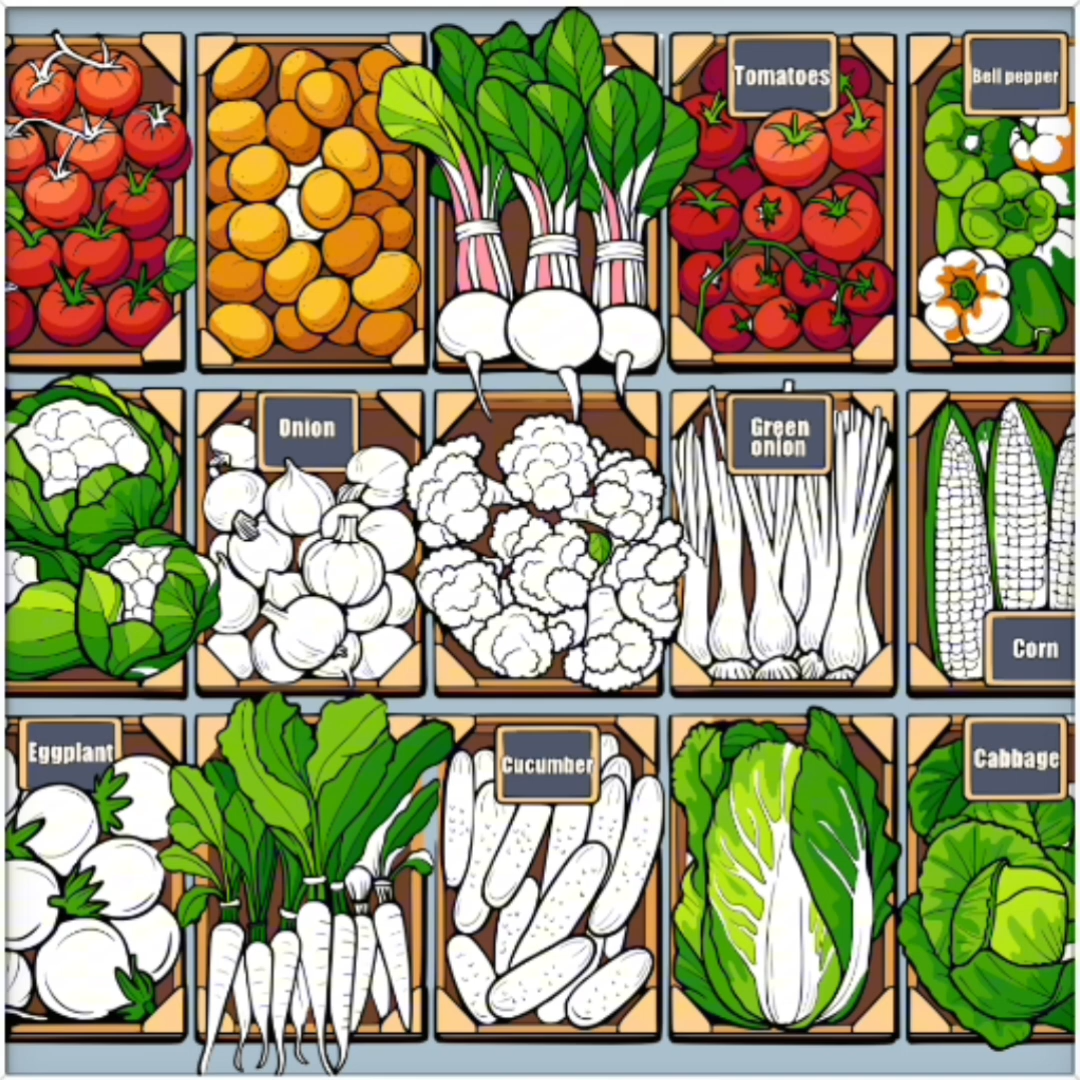 Tomatoes
Bell pepper
Onion
Green
onion
Corn
Eggplant
Cucumber
Cabbage